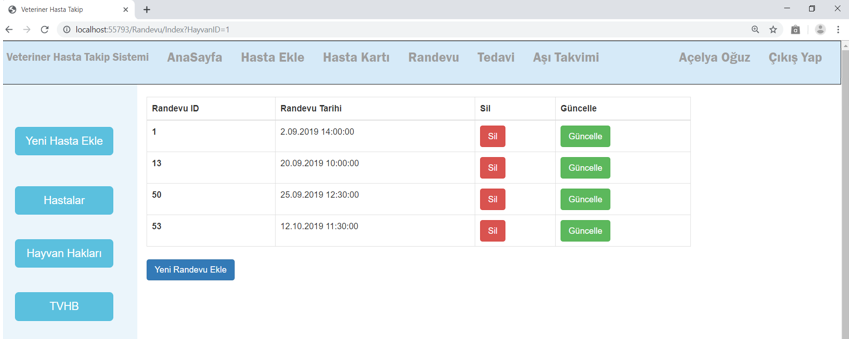 Veteriner Hasta Takip
localhost:55793/Randevu/Index?HayvanID=1
Veteriner Hasta Takip Sistemi AnaSayfa Hasta Ekle Hasta Kartı Randevu Tedavi Aşı Takvimi Açelya Oğuz Çıkış Yap
Yeni Hasta Ekle
Hastalar
Hayvan Hakları
TVHB
Randevu ID Randevu Tarihi Sil Güncelle
1 2.09.2019 14:00:00 Sil Güncelle
13 20.09.2019 10:00:00 Sil Güncelle
50 25.09.2019 12:30:00 Sil Güncelle
53 12.10.2019 11:30:00 Sil Güncelle
Yeni Randevu Ekle